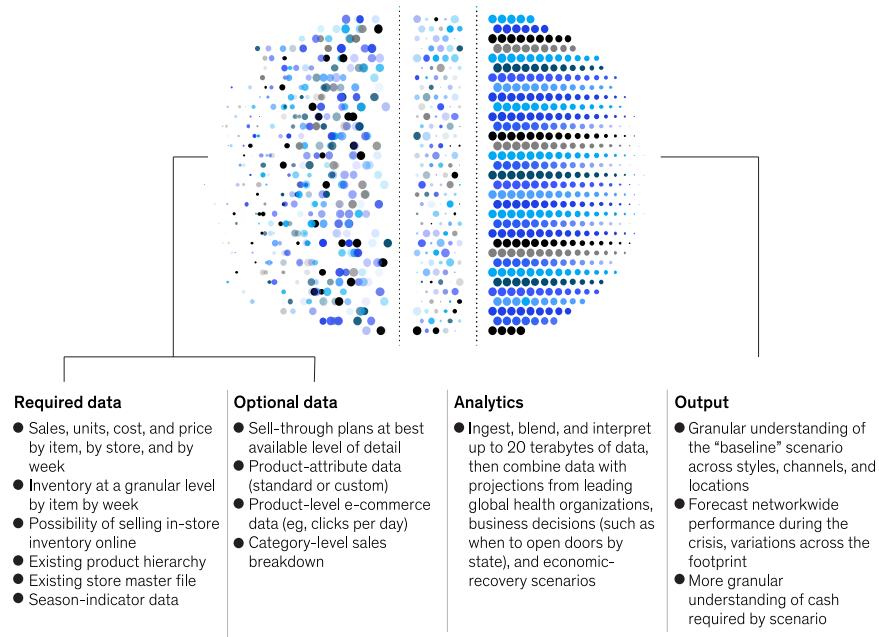 Required data
● Sales, units, cost, and price
by item, by store, and by
week
● Inventory at a granular level
by item by week
● Possibility of selling in-store
inventory online
● Existing product hierarchy
● Existing store master file
● Season-indicator data
Optional data
● Sell-through plans at best
available level of detail
● Product-attribute data
(standard or custom)
● Product-level e-commerce
data (eg, clicks per day)
● Category-level sales
breakdown
Analytics
● Ingest, blend, and interpret
up to 20 terabytes of data,
then combine data with
projections from leading
global health organizations,
business decisions (such as
when to open doors by
state), and economic-
recovery scenarios
Output
● Granular understanding of
the “baseline” scenario
across styles, channels, and
locations
● Forecast networkwide
performance during the
crisis, variations across the
footprint
● More granular
understanding of cash
required by scenario